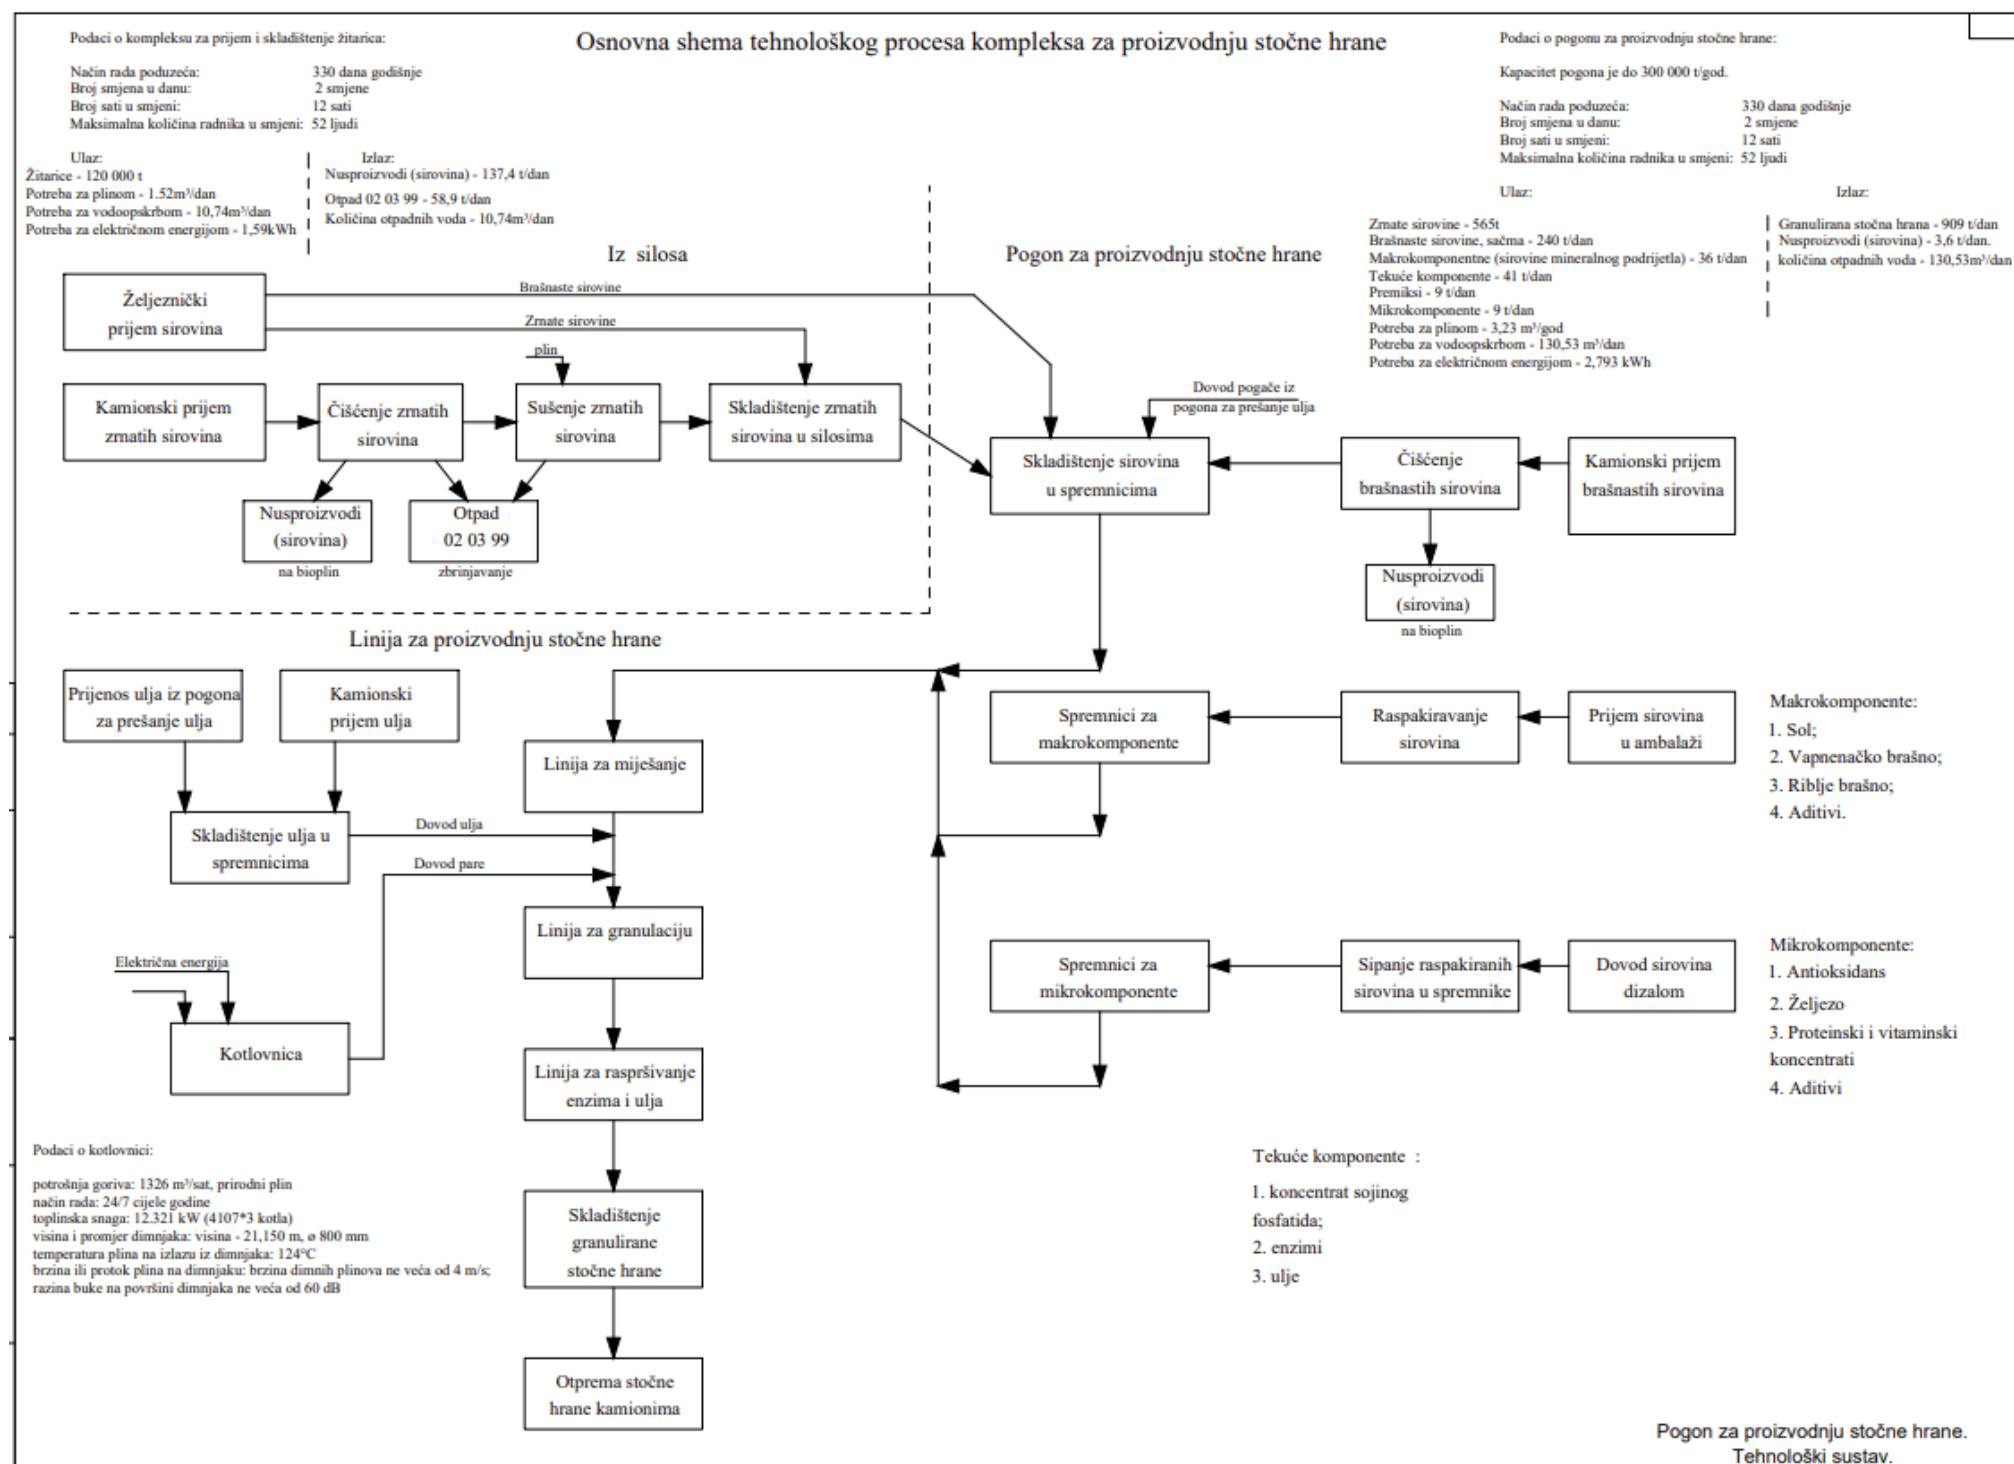 Osnovna shema tehnološkog procesa kompleksa za proizvodnju stočne hrane
Podaci o kompleksu za prijem i skladištenje žitarica:
Način rada poduzeća: 330 dana godišnje
Broj smjena u danu: 2 smjene
Broj sati u smjeni: 12 sati
Maksimalna količina radnika u smjeni: 52 ljudi
Ulaz:
Žitarice - 120 000 t
Potreba za plinom - 1.52m³/dan
Potreba za vodoopskrbom - 10,74m³/dan
Potreba za električnom energijom - 1,59kWh
Izlaz:
Nusproizvodi (sirovina) - 137,4 t/dan
Otpad 02 03 99 - 58,9 t/dan
Količina otpadnih voda - 10,74m³/dan
Podaci o pogonu za proizvodnju stočne hrane:
Kapacitet pogona je do 300 000 t/god.
Način rada poduzeća: 330 dana godišnje
Broj smjena u danu: 2 smjene
Broj sati u smjeni: 12 sati
Maksimalna količina radnika u smjeni: 52 ljudi
Ulaz:
Zrnate sirovine - 565t
Brašnaste sirovine, sačma - 240 t/dan
Makrokomponentne (sirovine mineralnog podrijetla) - 36 t/dan
Tekuće komponente - 41 t/dan
Premiksi - 9 t/dan
Mikrokomponente - 9 t/dan
Potreba za plinom - 3,23 m³/god
Potreba za vodoopskrbom - 130,53 m³/dan
Potreba za električnom energijom - 2,793 kWh
Izlaz:
Granulirana stočna hrana - 909 t/dan
Nusproizvodi (sirovina) - 3,6 t/dan.
količina otpadnih voda - 130,53m³/dan
Iz silosa
Pogon za proizvodnju stočne hrane
Željeznički
prijem sirovina
Brašnaste sirovine
Zrnate sirovine
plin
Kamionski prijem
zrnatih sirovina
Čišćenje zrnatih
sirovina
Sušenje zrnatih
sirovina
Skladištenje zrnatih
sirovina u silosima
Nusproizvodi
(sirovina)
na bioplin
Otpad
02 03 99
zbrinjavanje
Dovod pogače iz
pogona za prešanje ulja
Skladištenje sirovina
u spremnicima
Čišćenje
brašnastih sirovina
Kamionski prijem
brašnastih sirovina
Nusproizvodi
(sirovina)
na bioplin
Linija za proizvodnju stočne hrane
Prijenos ulja iz pogona
za prešanje ulja
Kamionski
prijem ulja
Linija za miješanje
Skladištenje ulja u
spremnicima
Dovod ulja
Dovod pare
Linija za granulaciju
Električna energija
Kotlovnica
Linija za raspršivanje
enzima i ulja
Skladištenje
granulirane
stočne hrane
Otprema stočne
hrane kamionima
Spremnici za
makrokomponente
Raspakiravanje
sirovina
Prijem sirovina
u ambalaži
Makrokomponente:
1. Sol;
2. Vapnenačko brašno;
3. Riblje brašno;
4. Aditivi.
Spremnici za
mikrokomponente
Sipanje raspakiranih
sirovina u spremnike
Dovod sirovina
dizalom
Mikrokomponente:
1. Antioksidans
2. Željezo
3. Proteinski i vitaminski
koncentrati
4. Aditivi
Podaci o kotlovnici:
potrošnja goriva: 1326 m³/sat, prirodni plin
način rada: 24/7 cijele godine
toplinska snaga: 12.321 kW (4107*3 kotla)
visina i promjer dimnjaka: visina - 21,150 m, ø 800 mm
temperatura plina na izlazu iz dimnjaka: 124°C
brzina ili protok plina na dimnjaku: brzina dimnih plinova ne veća od 4 m/s;
razina buke na površini dimnjaka ne veća od 60 dB
Tekuće komponente :
1. koncentrat sojinog
fosfatida;
2. enzimi
3. ulje
Pogon za proizvodnju stočne hrane.
Tehnološki sustav.